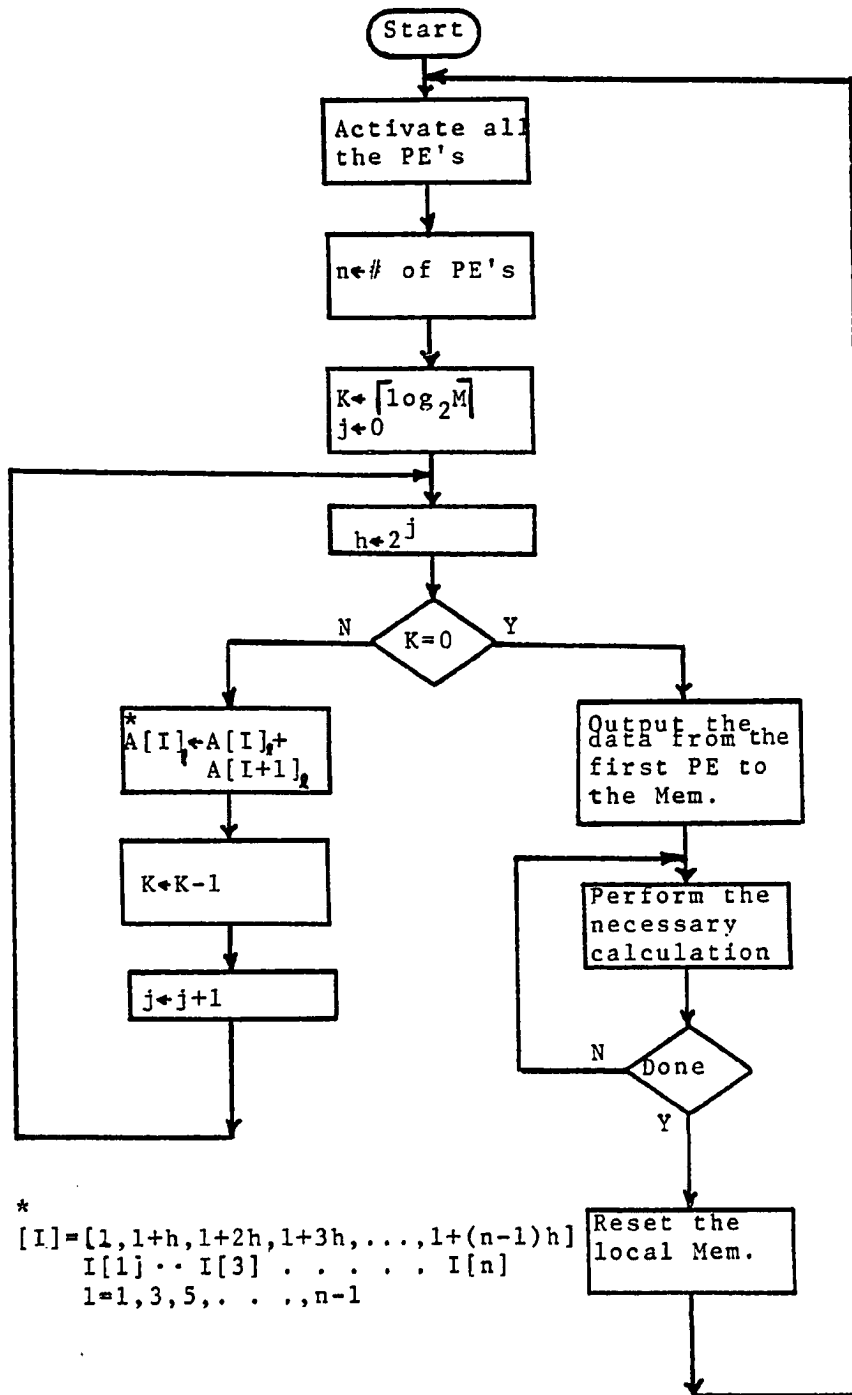 Start
Activate all
the PE's
n←# of PE's
K←⌈log₂M⌉
j←0
h←2ʲ
N
K=0
Y
*
A[I]ℓ←A[I]ℓ+
A[I+1]ℓ
K←K-1
j←j+1
Output the
data from the
first PE to
the Mem.
Perform the
necessary
calculation
N
Done
Y
Reset the
local Mem.
*
[I]=[1,1+h,1+2h,1+3h,...,1+(n-1)h]
I[1] ·· I[3] . . . . . I[n]
l=1,3,5,. . .,n-1